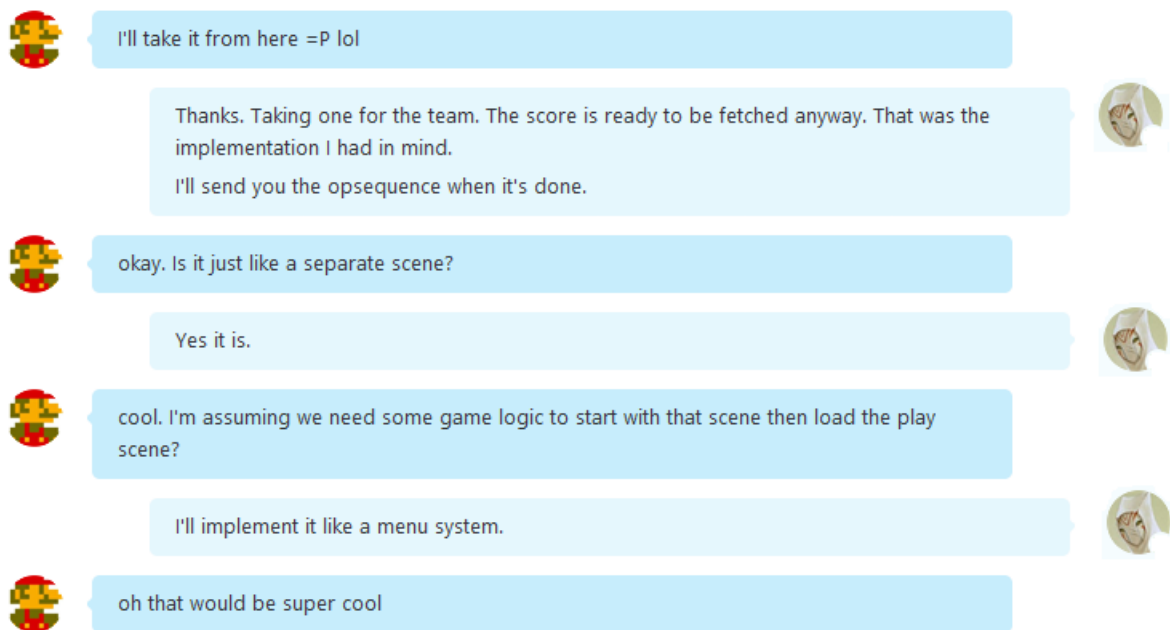 I'll take it from here =P lol
Thanks. Taking one for the team. The score is ready to be fetched anyway. That was the
implementation I had in mind.
I'll send you the opsequence when it's done.
okay. Is it just like a separate scene?
Yes it is.
cool. I'm assuming we need some game logic to start with that scene then load the play
scene?
I'll implement it like a menu system.
oh that would be super cool